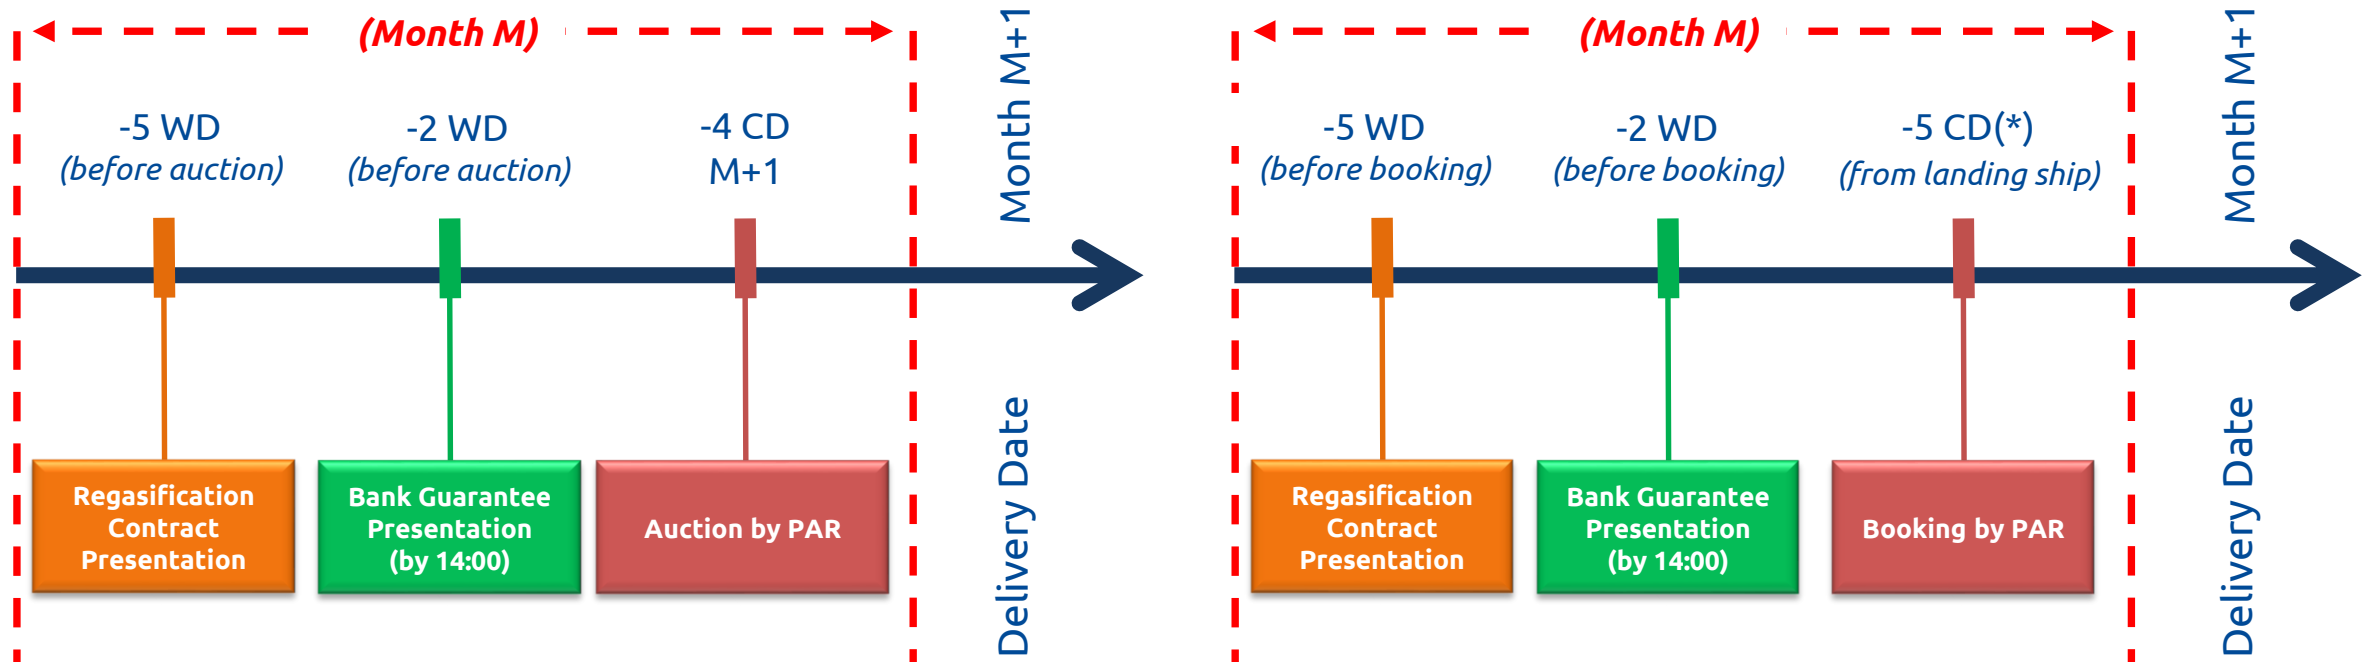 (Month M)
-5 WD
(before auction)
-2 WD
(before auction)
-4 CD
M+1
Month M+1
Regasification
Contract
Presentation
Bank Guarantee
Presentation
(by 14:00)
Auction by PAR
Delivery Date
(Month M)
-5 WD
(before booking)
-2 WD
(before booking)
-5 CD(*)
(from landing ship)
Month M+1
Regasification
Contract
Presentation
Bank Guarantee
Presentation
(by 14:00)
Booking by PAR
Delivery Date